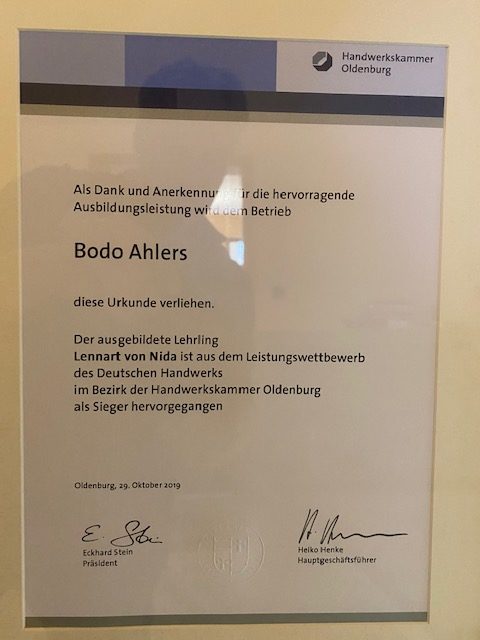 Handwerkskammer
Oldenburg
Als Dank und Anerkennung für die hervorragende
Ausbildungsleistung wird dem Betrieb
Bodo Ahlers
diese Urkunde verliehen.
Der ausgebildete Lehrling
Lennart von Nida ist aus dem Leistungswettbewerb
des Deutschen Handwerks
im Bezirk der Handwerkskammer Oldenburg
als Sieger hervorgegangen
Oldenburg, 29. Oktober 2019
E. Stein
Eckhard Stein
Präsident
Heiko Henke
Hauptgeschäftsführer